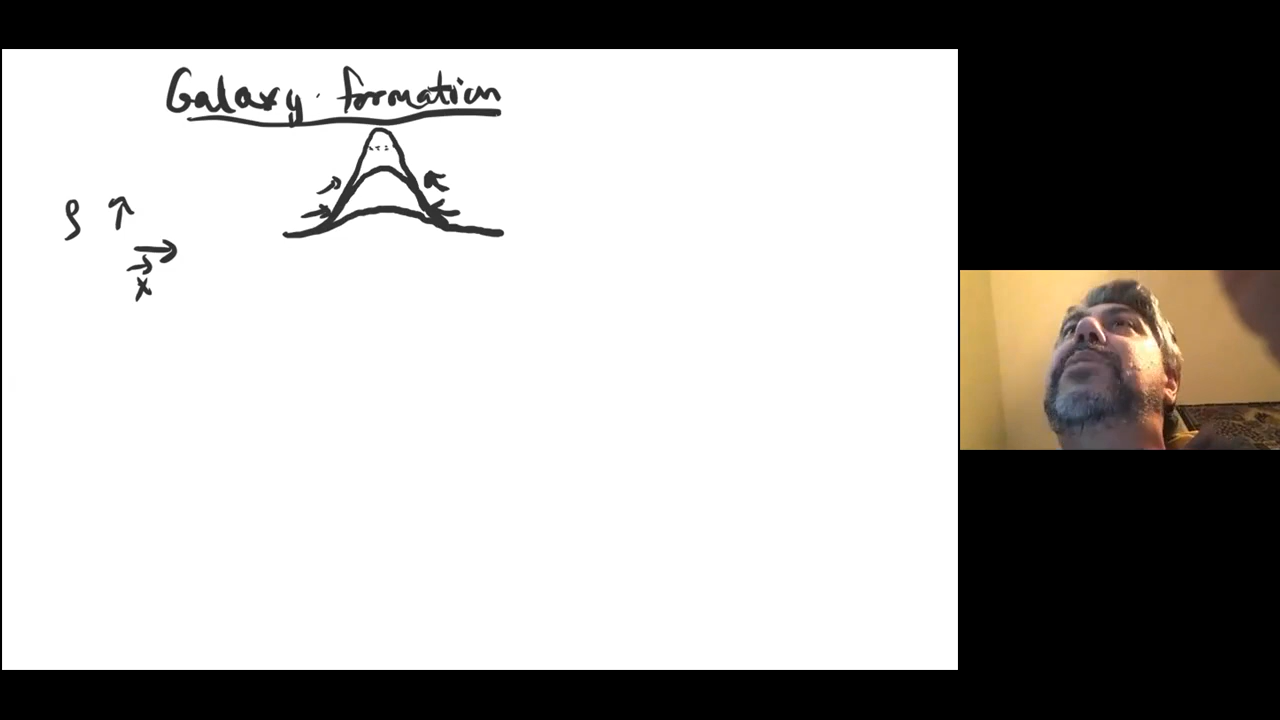 Galaxy formation
ρ ↑
→
x